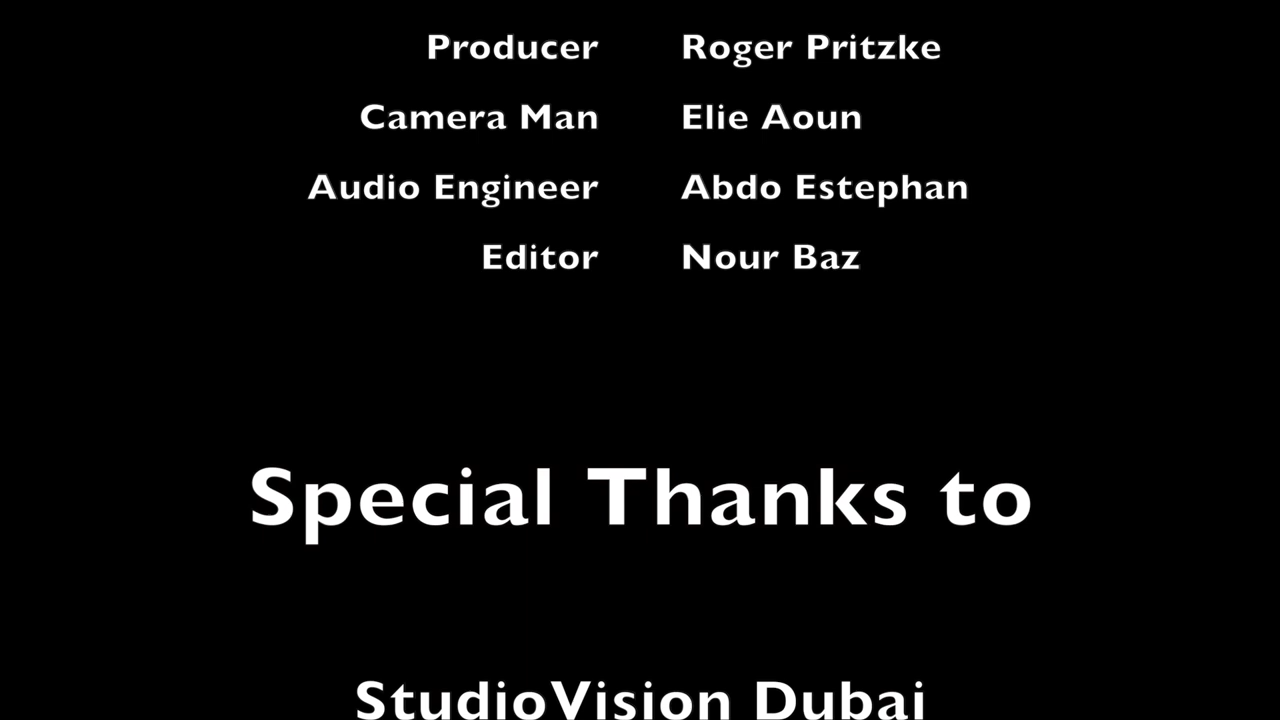 Producer Roger Pritzke
Camera Man Elie Aoun
Audio Engineer Abdo Estephan
Editor Nour Baz
Special Thanks to
StudioVision Dubai